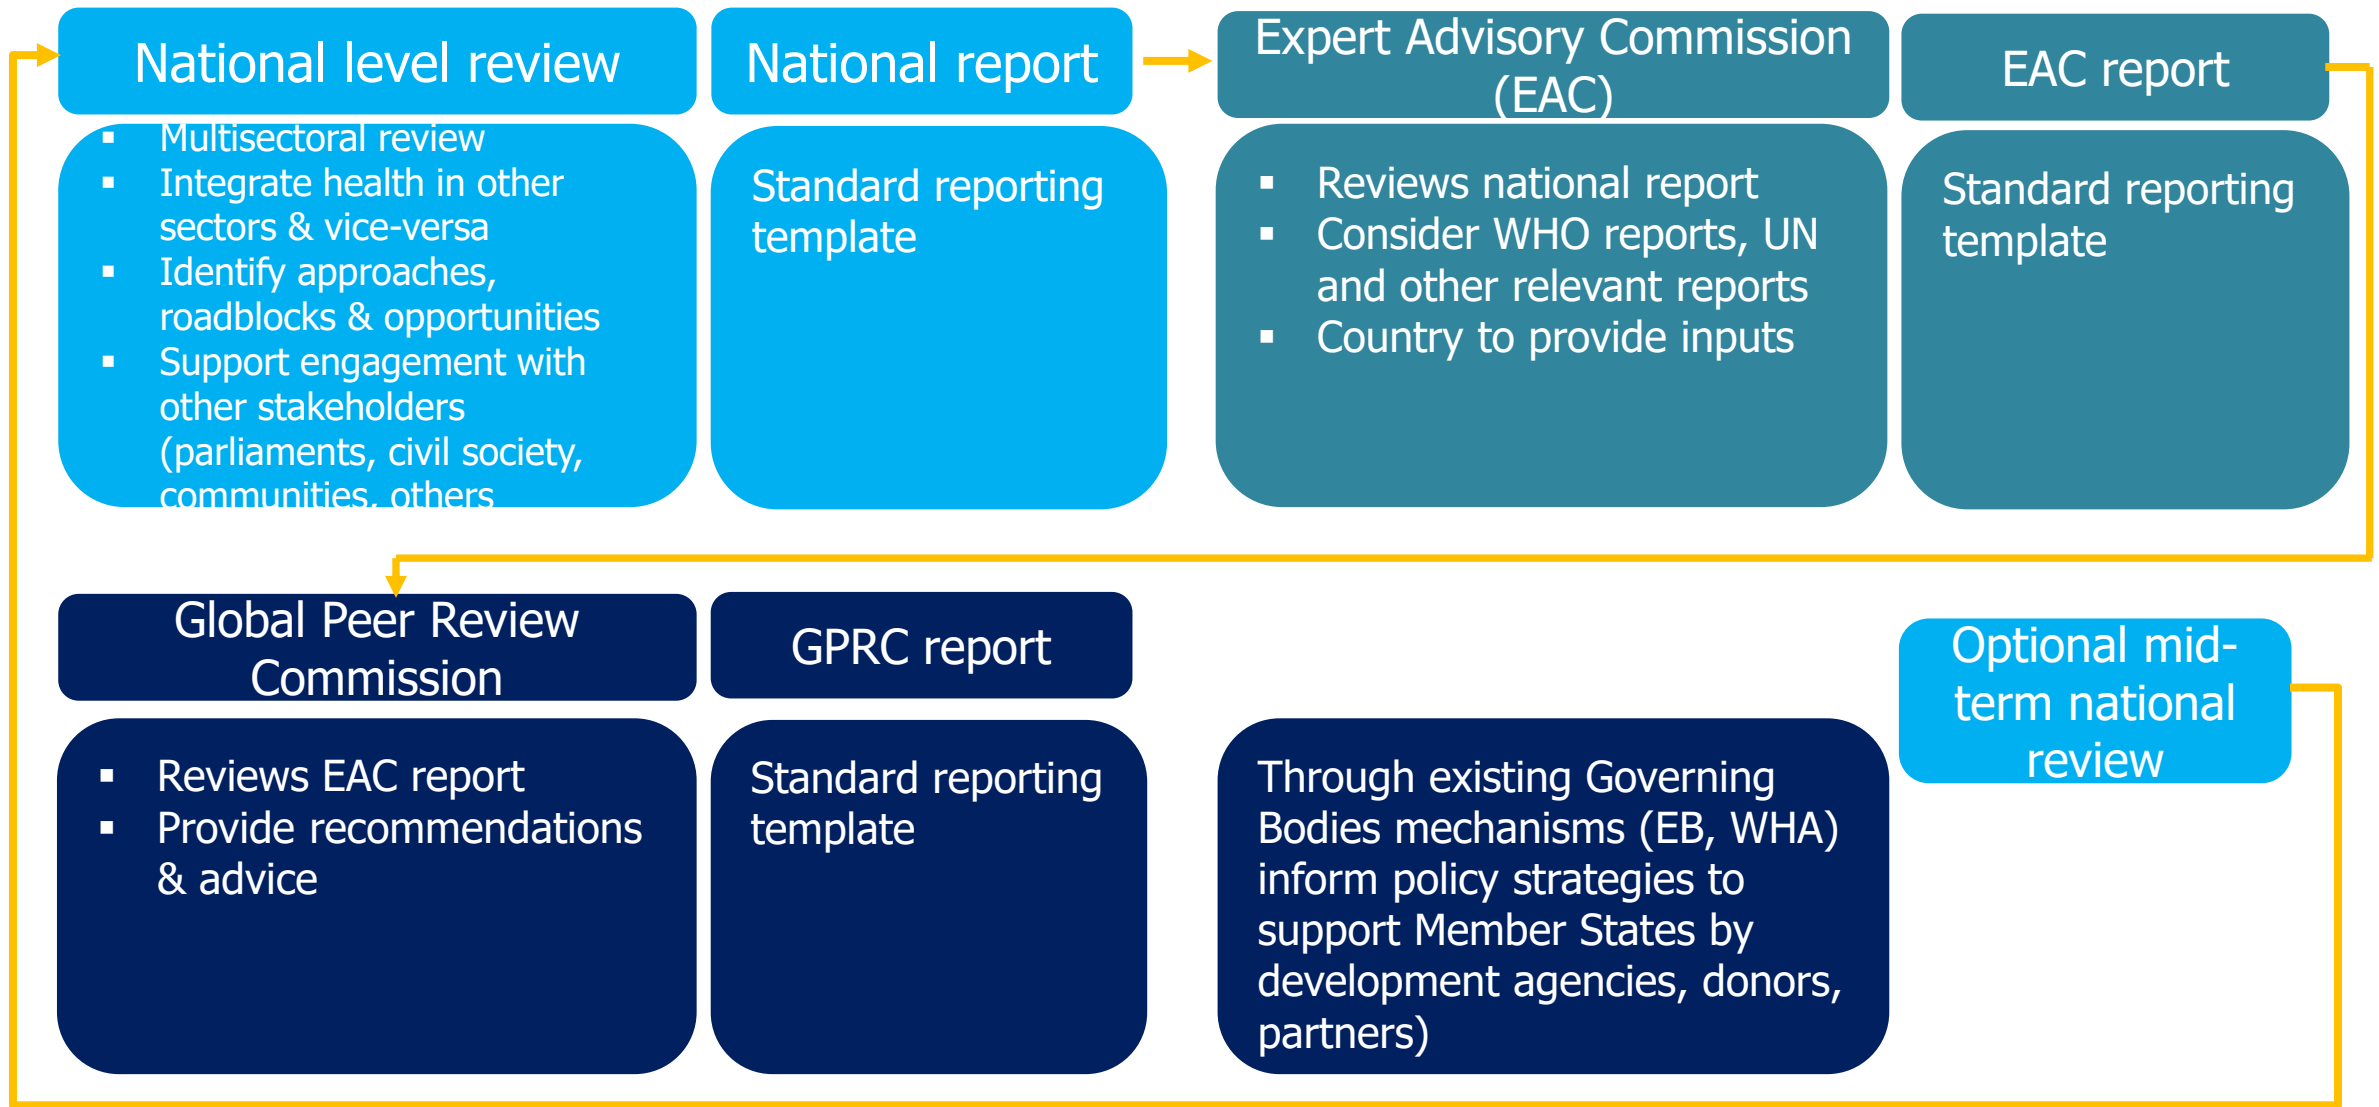 National level review
▪ Multisectoral review
▪ Integrate health in other
sectors & vice-versa
▪ Identify approaches,
roadblocks & opportunities
▪ Support engagement with
other stakeholders
(parliaments, civil society,
communities, others
National report
Standard reporting
template
Expert Advisory Commission
(EAC)
▪ Reviews national report
▪ Consider WHO reports, UN
and other relevant reports
▪ Country to provide inputs
EAC report
Standard reporting
template
Global Peer Review
Commission
▪ Reviews EAC report
▪ Provide recommendations
& advice
GPRC report
Standard reporting
template
Through existing Governing
Bodies mechanisms (EB, WHA)
inform policy strategies to
support Member States by
development agencies, donors,
partners)
Optional mid-
term national
review